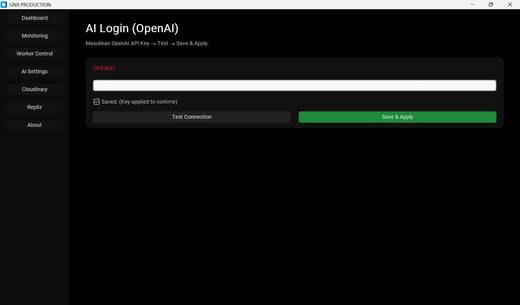 GNX PRODUCTION
Dashboard
Monitoring
Worker Control
AI Settings
Cloudinary
Repliz
About
AI Login (OpenAI)
Masukkan OpenAI API Key → Test → Save & Apply.
OPENAI
Saved. (Key applied to runtime)
Test Connection
Save & Apply